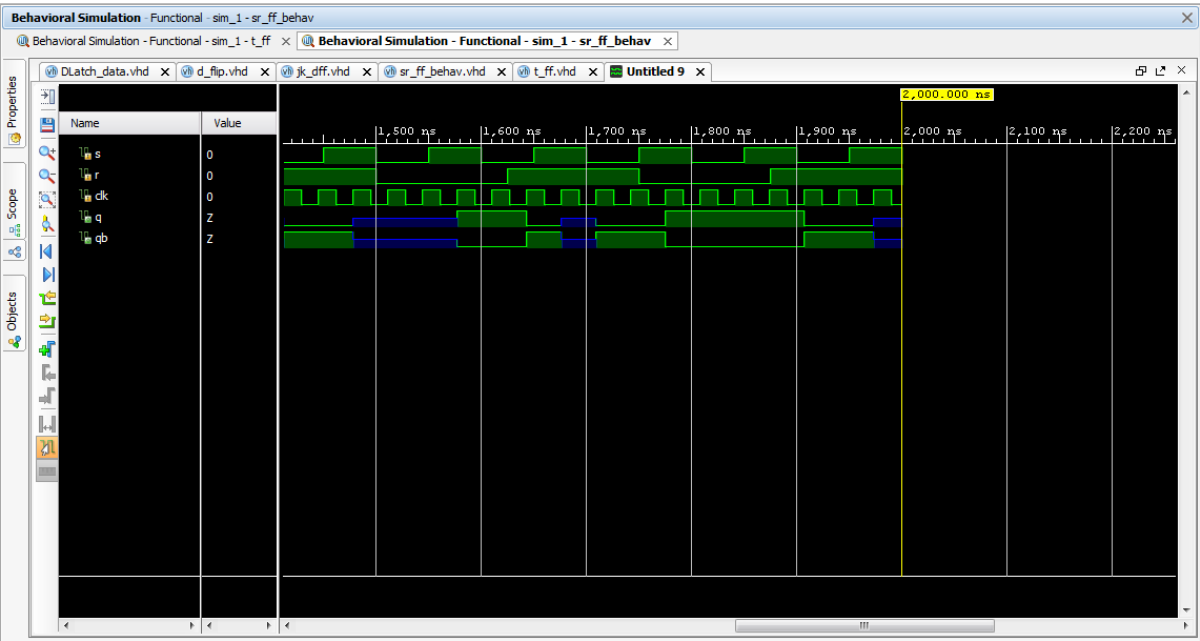 Behavioral Simulation - Functional - sim_1 - sr_ff_behav
Behavioral Simulation - Functional - sim_1 - t_ff Behavioral Simulation - Functional - sim_1 - sr_ff_behav
DLatch_data.vhd d_flip.vhd jk_dff.vhd sr_ff_behav.vhd t_ff.vhd Untitled 9
Properties
Scope
Objects
2,000.000 ns
Name Value
1,500 ns 1,600 ns 1,700 ns 1,800 ns 1,900 ns 2,000 ns 2,100 ns 2,200 ns
s 0
r 0
clk 0
q Z
qb Z